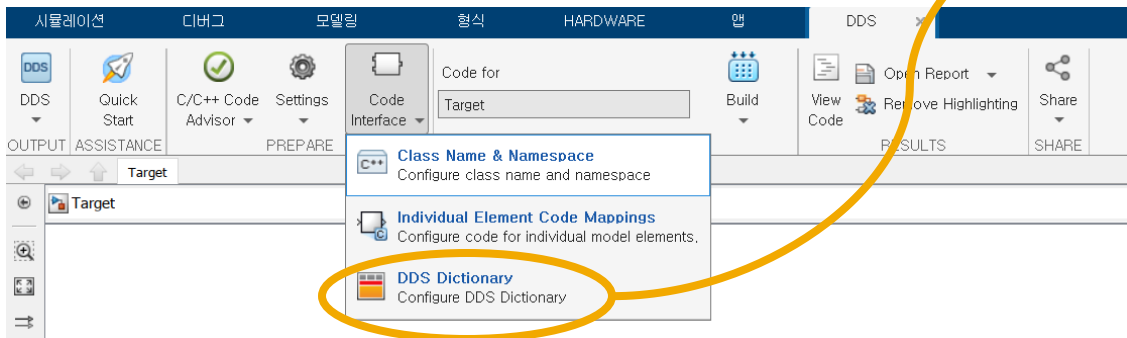 시뮬레이션 디버그 모델링 형식 HARDWARE 앱 DDS
DDS
DDS
Quick
Start
C/C++ Code
Advisor
Settings
Code
Interface
Code for
Target
Build
View
Code
Open Report
Remove Highlighting
Share
OUTPUT ASSISTANCE PREPARE RESULTS SHARE
Target
Target
C++
Class Name & Namespace
Configure class name and namespace
C
Individual Element Code Mappings
Configure code for individual model elements.
DDS Dictionary
Configure DDS Dictionary